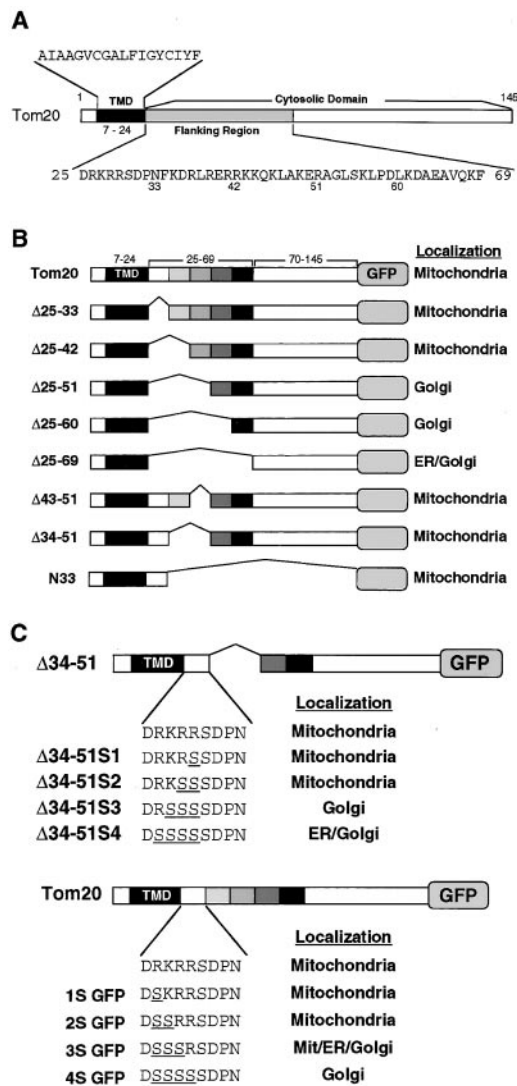 A
AIAAGVCGALFIGYCIYF
1 TMD Cytosolic Domain 145
Tom20
7 - 24 Flanking Region
25 DRKRRSDPNFKDRLRERRKKQKLAKERAGLSKLPDLKDAEAVQKF 69
33 42 51 60
B
7-24 25-69 70-145 Localization
Tom20 TMD GFP Mitochondria
Δ25-33 Mitochondria
Δ25-42 Mitochondria
Δ25-51 Golgi
Δ25-60 Golgi
Δ25-69 ER/Golgi
Δ43-51 Mitochondria
Δ34-51 Mitochondria
N33 Mitochondria
C
Δ34-51 TMD GFP
Localization
DRKRRSDPN Mitochondria
Δ34-51S1 DRKRSSDPN Mitochondria
Δ34-51S2 DRKSSSDPN Mitochondria
Δ34-51S3 DRSSSSDPN Golgi
Δ34-51S4 DSSSSSDPN ER/Golgi
Tom20 TMD GFP
Localization
DRKRRSDPN Mitochondria
1S GFP DSKRRSDPN Mitochondria
2S GFP DSSRRSDPN Mitochondria
3S GFP DSSSRSDPN Mit/ER/Golgi
4S GFP DSSSSSDPN Golgi